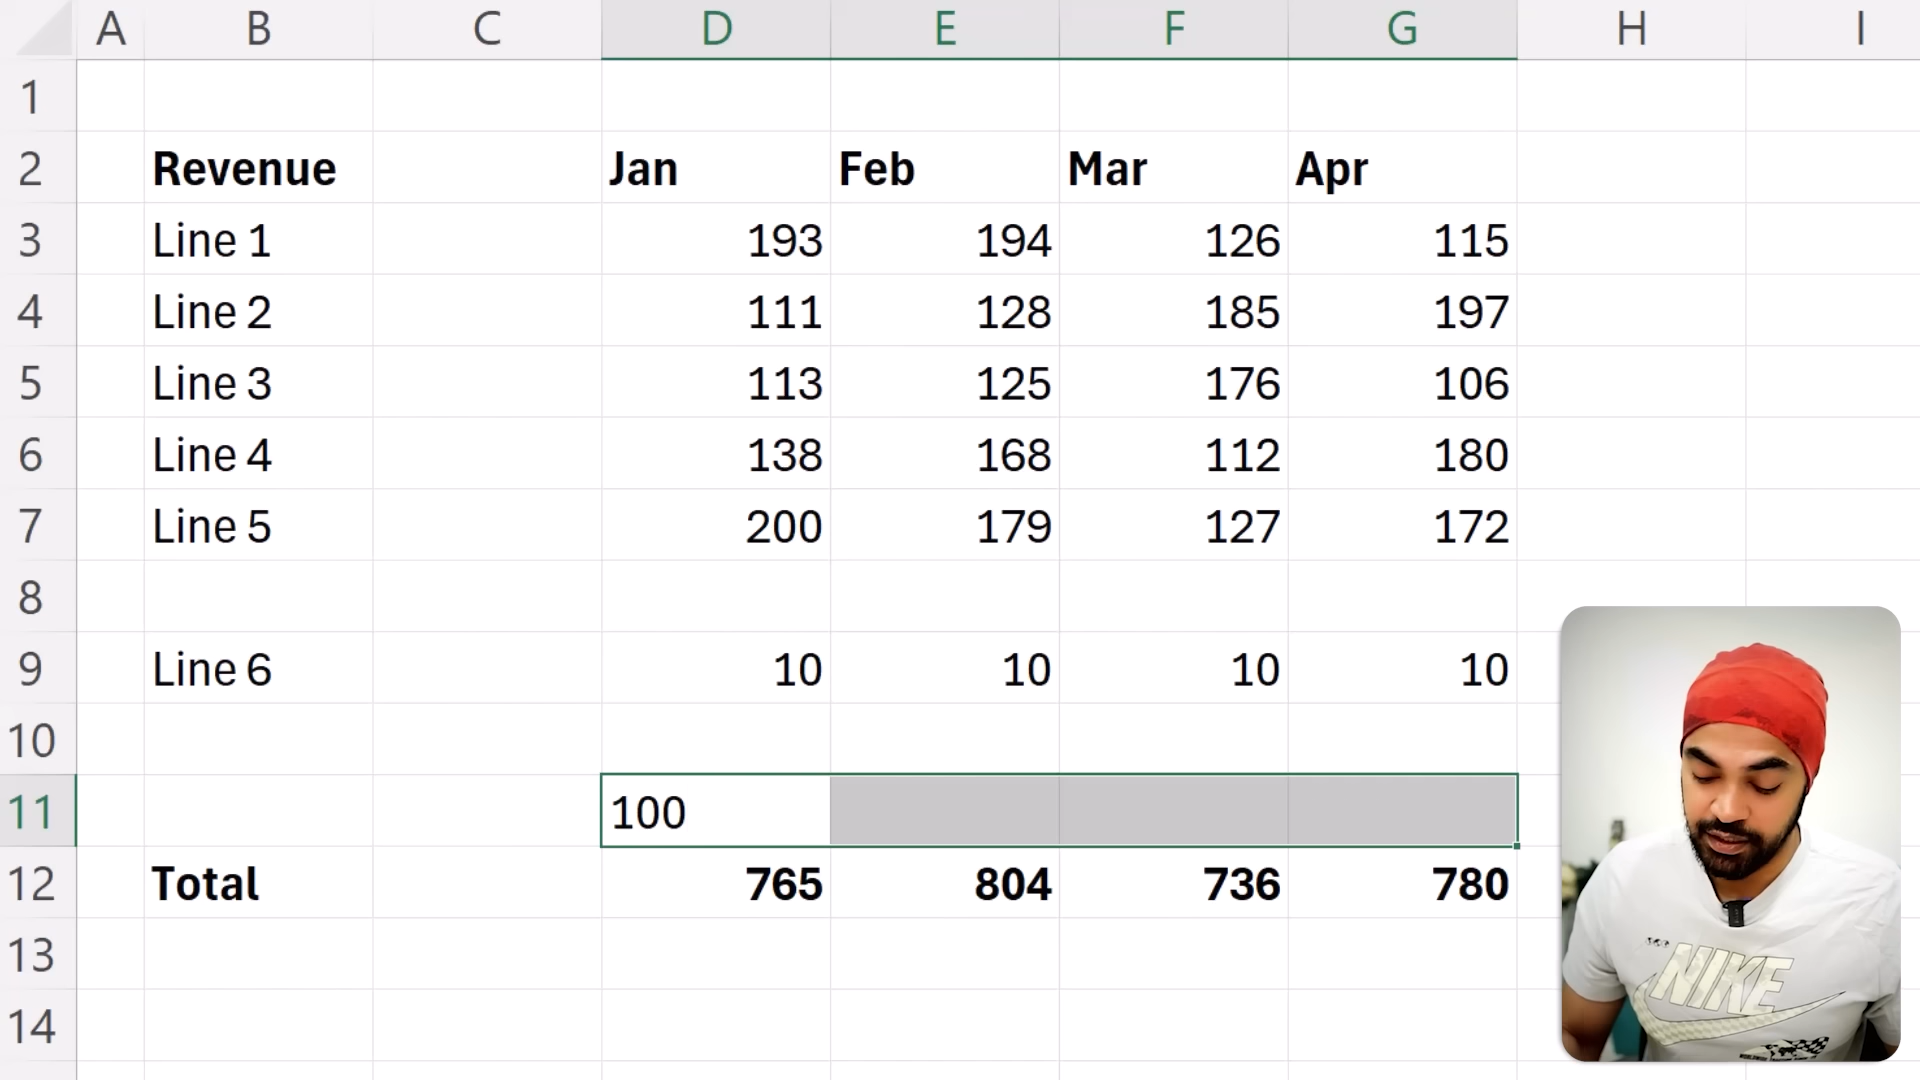 A B C D E F G H I
1
2 Revenue Jan Feb Mar Apr
3 Line 1 193 194 126 115
4 Line 2 111 128 185 197
5 Line 3 113 125 176 106
6 Line 4 138 168 112 180
7 Line 5 200 179 127 172
8
9 Line 6 10 10 10 10
10
11 100
12 Total 765 804 736 780
13
14
NIKE